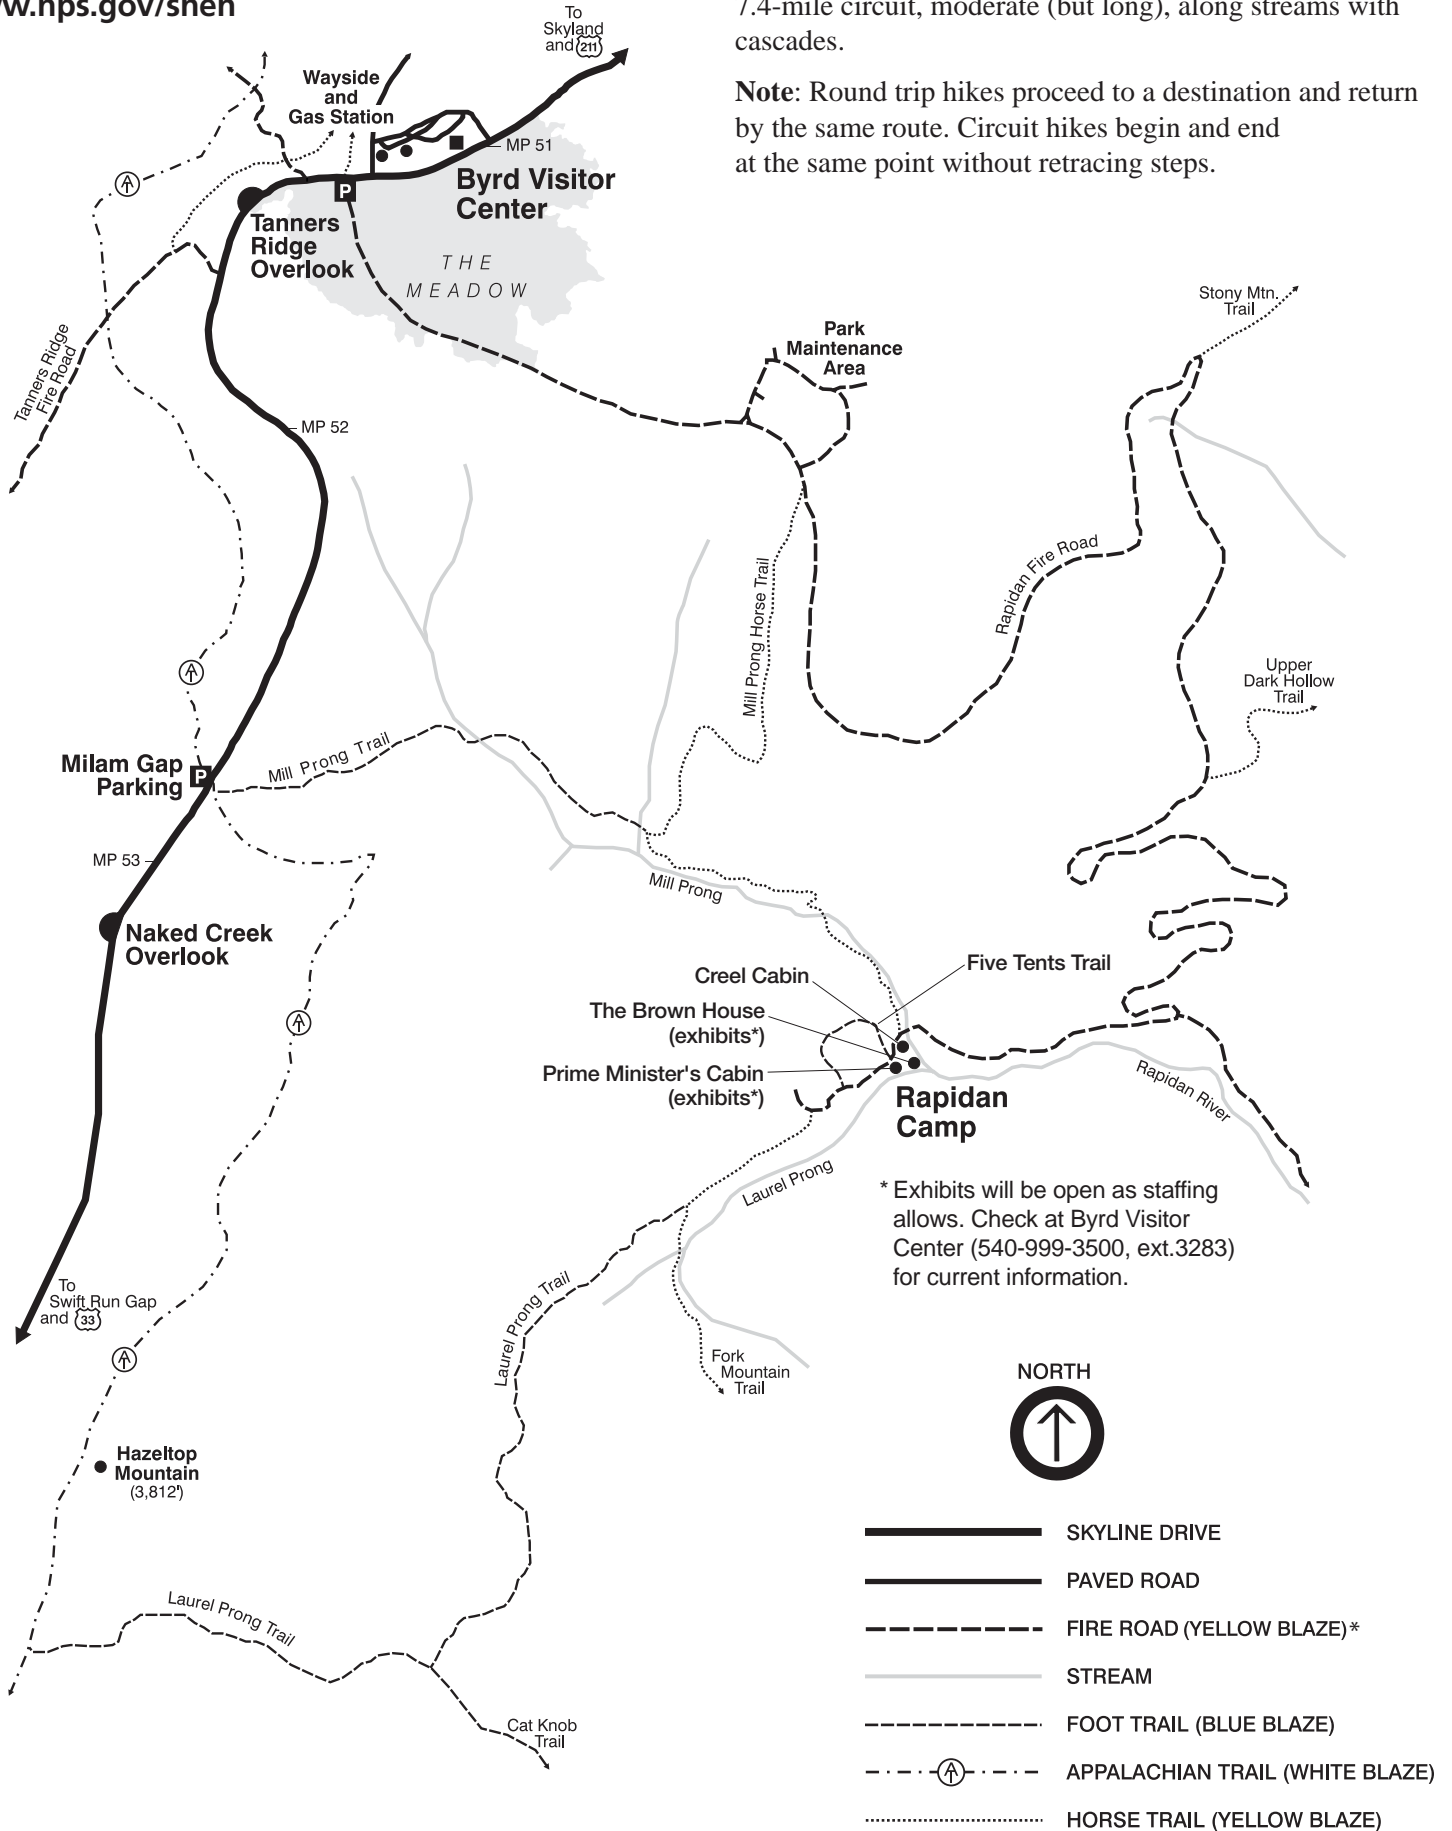 w.nps.gov/shen
7.4-mile circuit, moderate (but long), along streams with
cascades.
Note: Round trip hikes proceed to a destination and return
by the same route. Circuit hikes begin and end
at the same point without retracing steps.
To
Skyland
and 211
Wayside
and
Gas Station
MP 51
P
Byrd Visitor
Center
Tanners
Ridge
Overlook
THE
MEADOW
Stony Mtn.
Trail
Park
Maintenance
Area
Tanners Ridge
Fire Road
MP 52
Rapidan Fire Road
Mill Prong Horse Trail
Upper
Dark Hollow
Trail
Milam Gap
Parking
P
Mill Prong Trail
MP 53
Mill Prong
Naked Creek
Overlook
Creel Cabin
Five Tents Trail
The Brown House
(exhibits*)
Prime Minister's Cabin
(exhibits*)
Rapidan
Camp
Rapidan River
Laurel Prong
* Exhibits will be open as staffing
allows. Check at Byrd Visitor
Center (540-999-3500, ext.3283)
for current information.
To
Swift Run Gap
and 33
Laurel Prong Trail
Fork
Mountain
Trail
NORTH
Hazeltop
Mountain
(3,812')
SKYLINE DRIVE
PAVED ROAD
FIRE ROAD (YELLOW BLAZE)*
STREAM
FOOT TRAIL (BLUE BLAZE)
APPALACHIAN TRAIL (WHITE BLAZE)
HORSE TRAIL (YELLOW BLAZE)
Laurel Prong Trail
Cat Knob
Trail